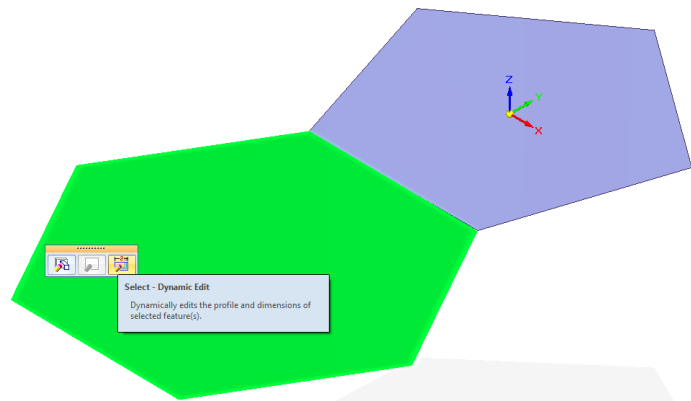 Z
Y
X
Select - Dynamic Edit
Dynamically edits the profile and dimensions of
selected feature(s).